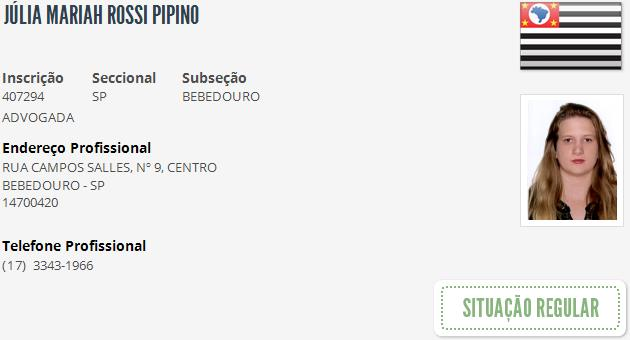 JÚLIA MARIAH ROSSI PIPINO
Inscrição Seccional Subseção
407294 SP BEBEDOURO
ADVOGADA
Endereço Profissional
RUA CAMPOS SALLES, Nº 9, CENTRO
BEBEDOURO - SP
14700420
Telefone Profissional
(17) 3343-1966
SITUAÇÃO REGULAR